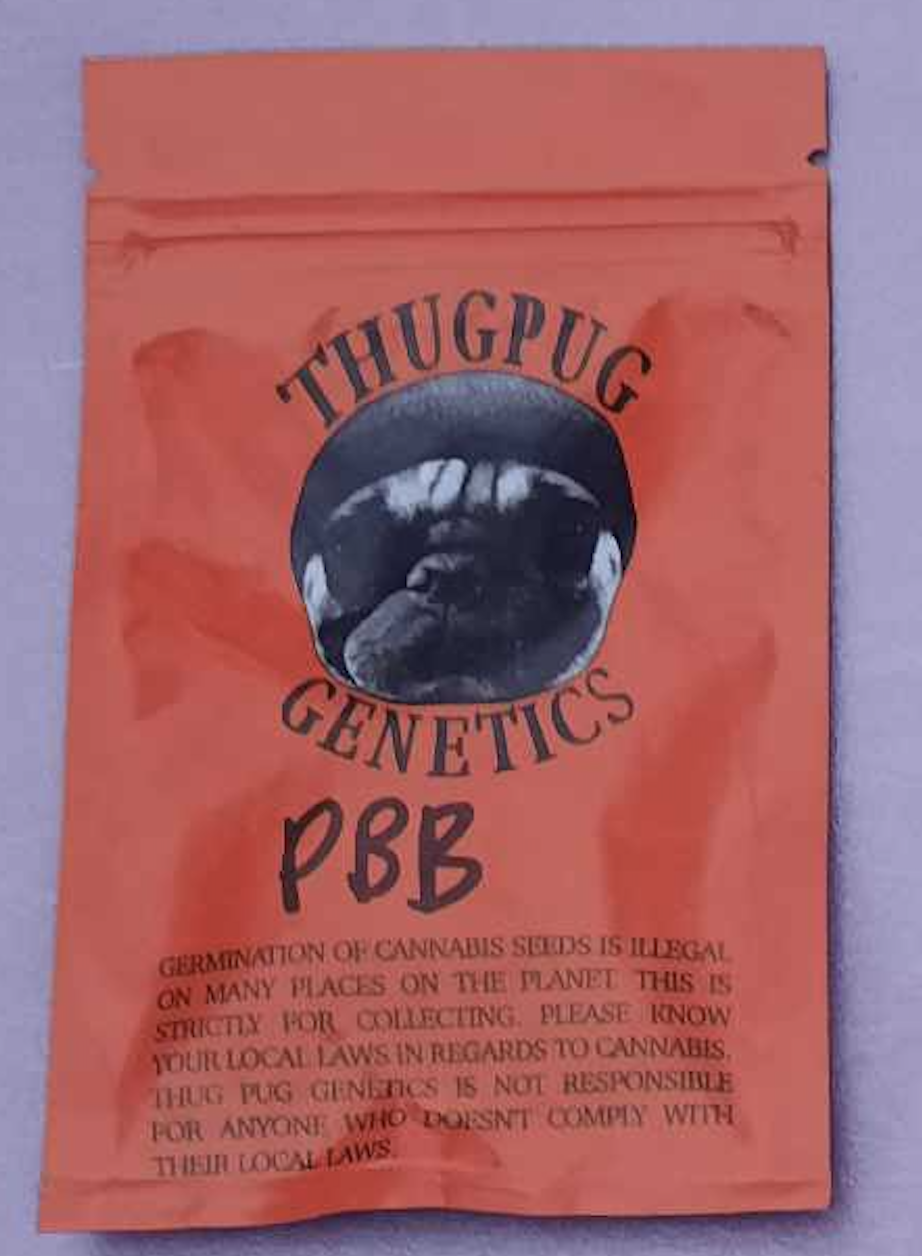 THUGPUG
GENETICS
PBB
GERMINATION OF CANNABIS SEEDS IS ILLEGAL
ON MANY PLACES ON THE PLANET. THIS IS
STRICTLY FOR COLLECTING. PLEASE KNOW
YOUR LOCAL LAWS IN REGARDS TO CANNABIS.
THUG PUG GENETICS IS NOT RESPONSIBLE
FOR ANYONE WHO DOESN'T COMPLY WITH
THEIR LOCAL LAWS.